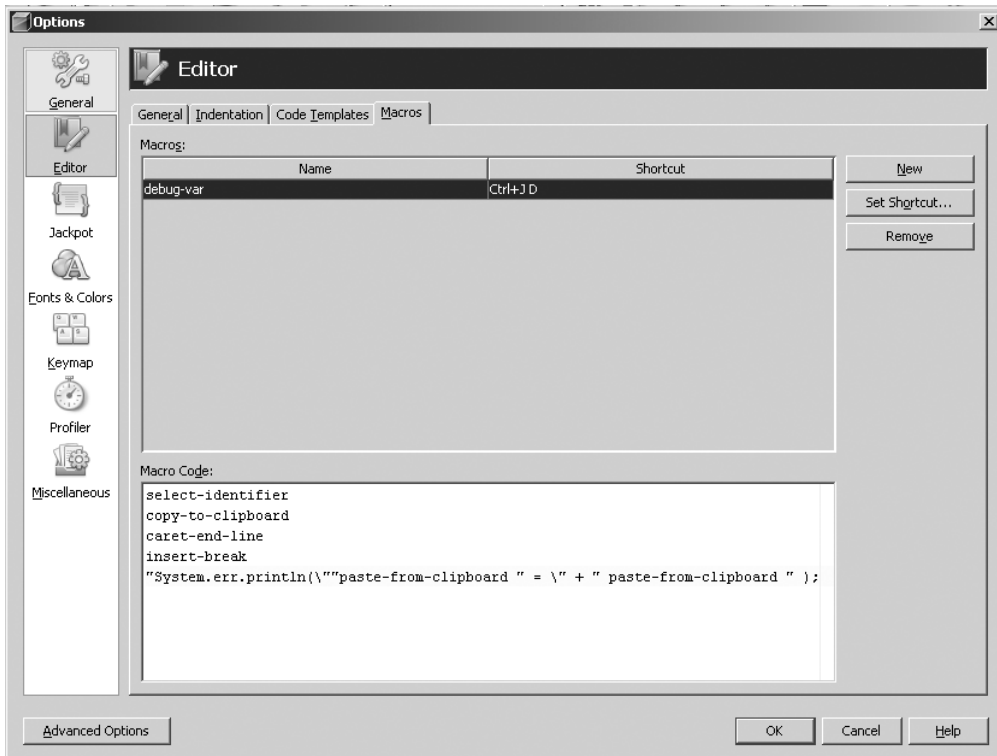 Options
General
Editor
Jackpot
Fonts & Colors
Keymap
Profiler
Miscellaneous
Editor
General Indentation Code Templates Macros
Macros:
Name Shortcut
debug-var Ctrl+J D
New
Set Shortcut...
Remove
Macro Code:
select-identifier
copy-to-clipboard
caret-end-line
insert-break
"System.err.println(\""paste-from-clipboard " = \" + " paste-from-clipboard " );
Advanced Options
OK Cancel Help